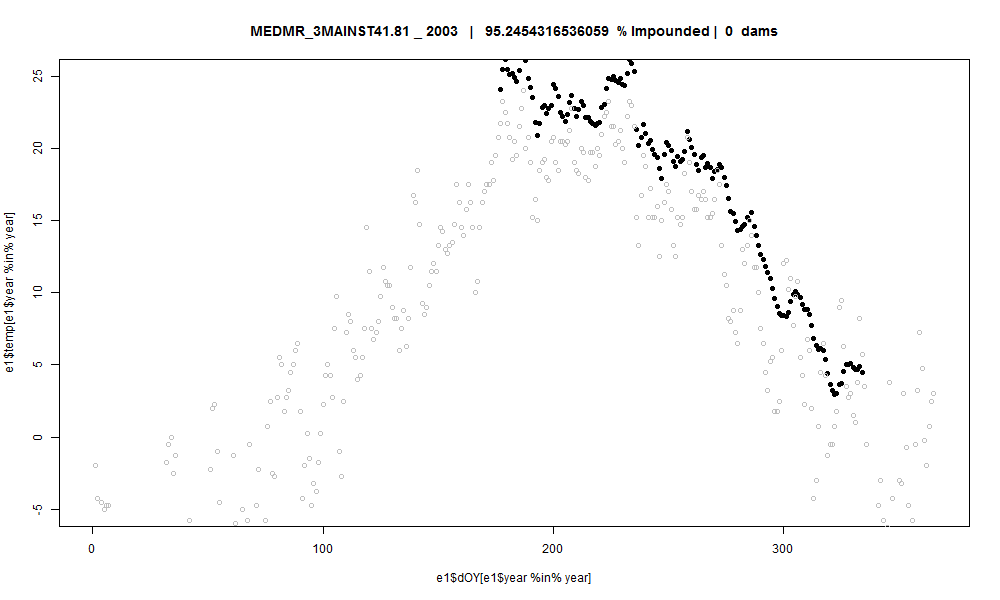 MEDMR_3MAINST41.81 _ 2003 | 95.2454316536059 % Impounded | 0 dams
e1$temp[e1$year %in% year]
25
20
15
10
5
0
-5
0 100 200 300
e1$dOY[e1$year %in% year]